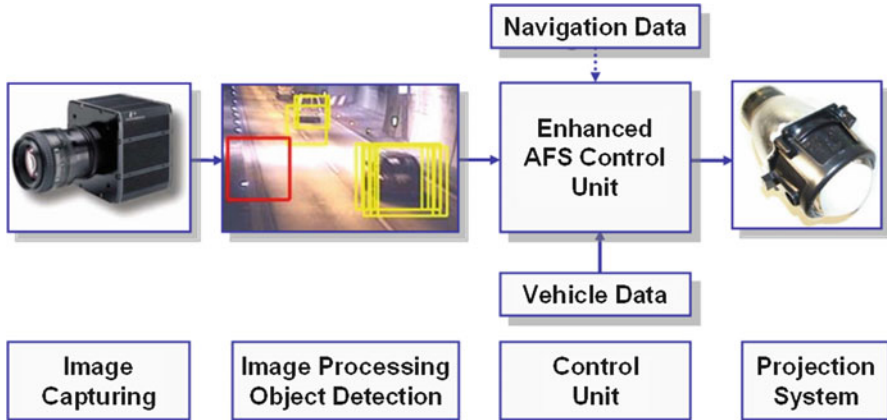 Navigation Data
Enhanced
AFS Control
Unit
Vehicle Data
Image
Capturing
Image Processing
Object Detection
Control
Unit
Projection
System